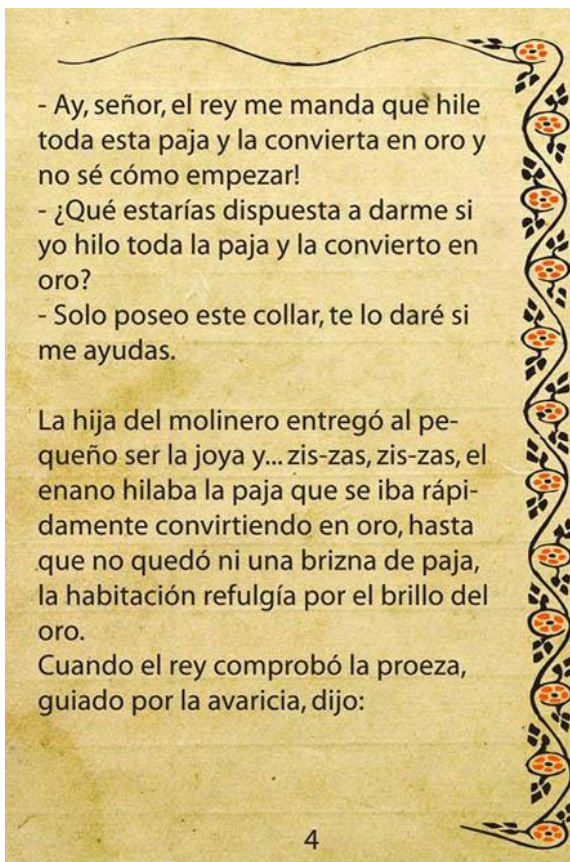 - Ay, señor, el rey me manda que hile
toda esta paja y la convierta en oro y
no sé cómo empezar!
- ¿Qué estarías dispuesta a darme si
yo hilo toda la paja y la convierto en
oro?
- Solo poseo este collar, te lo daré si
me ayudas.
La hija del molinero entregó al pe-
queño ser la joya y... zis-zas, zis-zas, el
enano hilaba la paja que se iba rápi-
damente convirtiendo en oro, hasta
que no quedó ni una brizna de paja,
la habitación refulgía por el brillo del
oro.
Cuando el rey comprobó la proeza,
guiado por la avaricia, dijo:
4